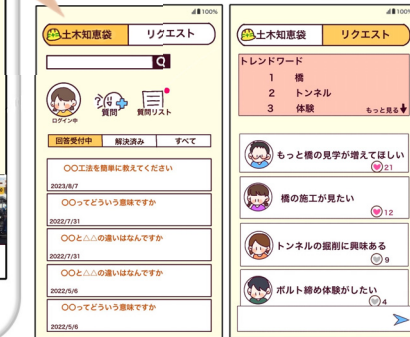 100%
土木知恵袋
リクエスト
ログイン中
質問
質問リスト
回答受付中
解決済み
すべて
〇〇工法を簡単に教えてください
2023/8/7
〇〇ってどういう意味ですか
2022/7/31
〇〇と△△の違いはなんですか
2022/7/31
〇〇と△△の違いはなんですか
2022/5/6
〇〇ってどういう意味ですか
2022/5/6
100%
土木知恵袋
リクエスト
トレンドワード
1 橋
2 トンネル
3 体験
もっと見る
もっと橋の見学が増えてほしい
21
橋の施工が見たい
12
トンネルの掘削に興味ある
9
ボルト締め体験がしたい
4